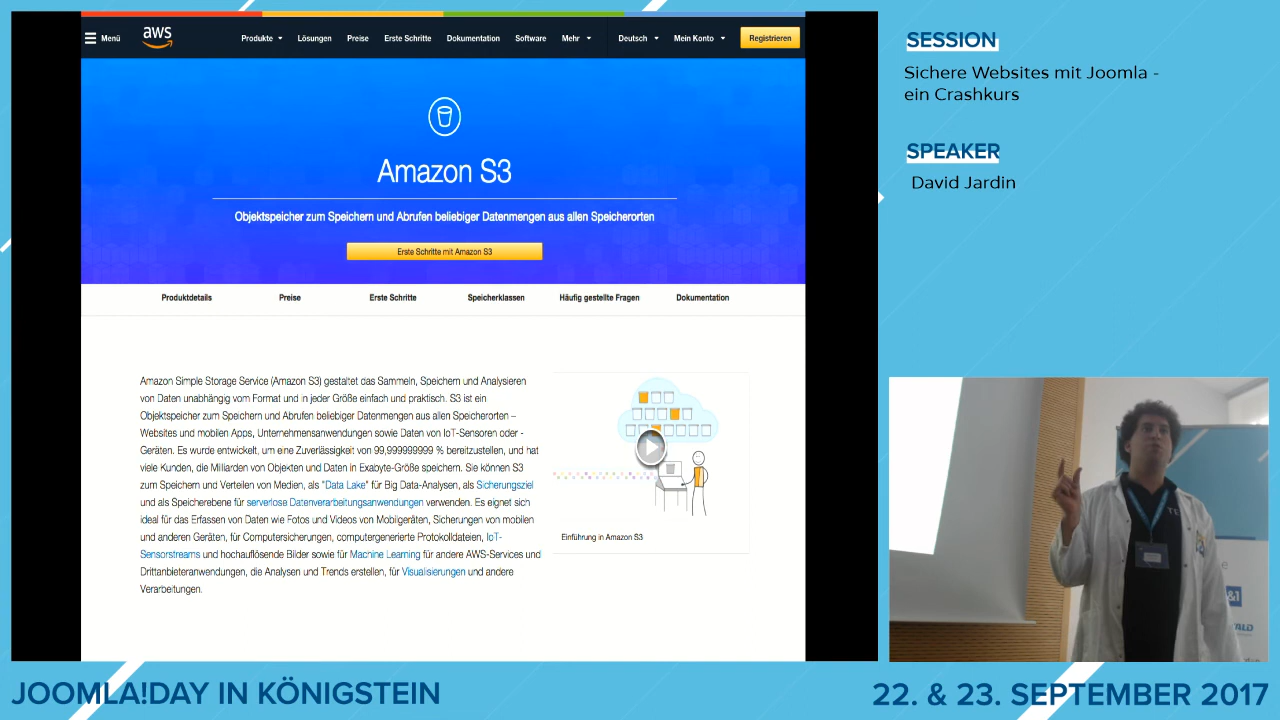 Menü
aws
Produkte
Lösungen
Preise
Erste Schritte
Dokumentation
Software
Mehr
Deutsch
Mein Konto
Registrieren
Amazon S3
Objektspeicher zum Speichern und Abrufen beliebiger Datenmengen aus allen Speicherorten
Erste Schritte mit Amazon S3
Produktdetails
Preise
Erste Schritte
Speicherklassen
Häufig gestellte Fragen
Dokumentation
Amazon Simple Storage Service (Amazon S3) gestaltet das Sammeln, Speichern und Analysieren
von Daten unabhängig vom Format und in jeder Größe einfach und praktisch. S3 ist ein
Objektspeicher zum Speichern und Abrufen beliebiger Datenmengen aus allen Speicherorten –
Websites und mobilen Apps, Unternehmensanwendungen sowie Daten von IoT-Sensoren oder -
Geräten. Es wurde entwickelt, um eine Zuverlässigkeit von 99,999999999 % bereitzustellen, und hat
viele Kunden, die Milliarden von Objekten und Daten in Exabyte-Größe speichern. Sie können S3
zum Speichern und Verteilen von Medien, als "Data Lake" für Big Data-Analysen, als Sicherungsziel
und als Speicherebene für serverlose Datenverarbeitungsanwendungen verwenden. Es eignet sich
ideal für das Erfassen von Daten wie Fotos und Videos von Mobilgeräten, Sicherungen von mobilen
und anderen Geräten, für Computersicherungen, computergenerierte Protokolldateien, IoT-
Sensorstreams und hochauflösende Bilder sowie für Machine Learning für andere AWS-Services und
Drittanbieteranwendungen, die Analysen und Trends erstellen, für Visualisierungen und andere
Verarbeitungen.
Einführung in Amazon S3
SESSION
Sichere Websites mit Joomla -
ein Crashkurs
SPEAKER
David Jardin
JOOMLA!DAY IN KÖNIGSTEIN
22. & 23. SEPTEMBER 2017